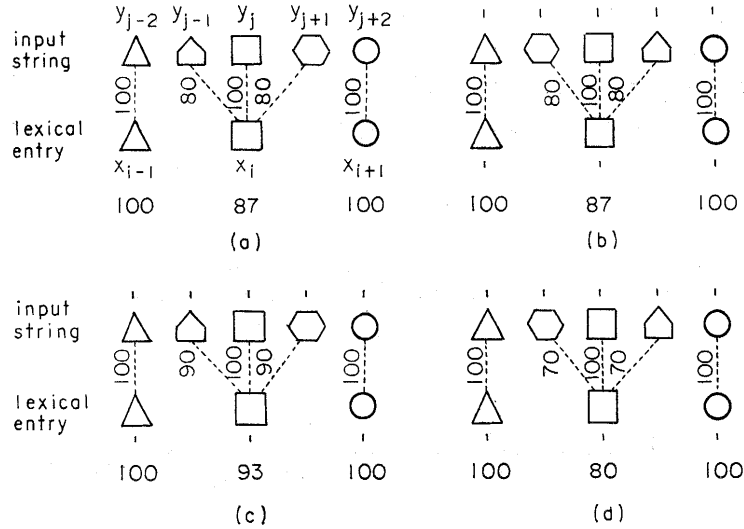 y_{j-2} y_{j-1} y_j y_{j+1} y_{j+2}
input string
100 80 100 80 100
lexical entry
x_{i-1} x_i x_{i+1}
100 87 100
(a)
100 80 100 80 100
100 87 100
(b)
input string
100 90 100 90 100
lexical entry
100 93 100
(c)
100 70 100 70 100
100 80 100
(d)